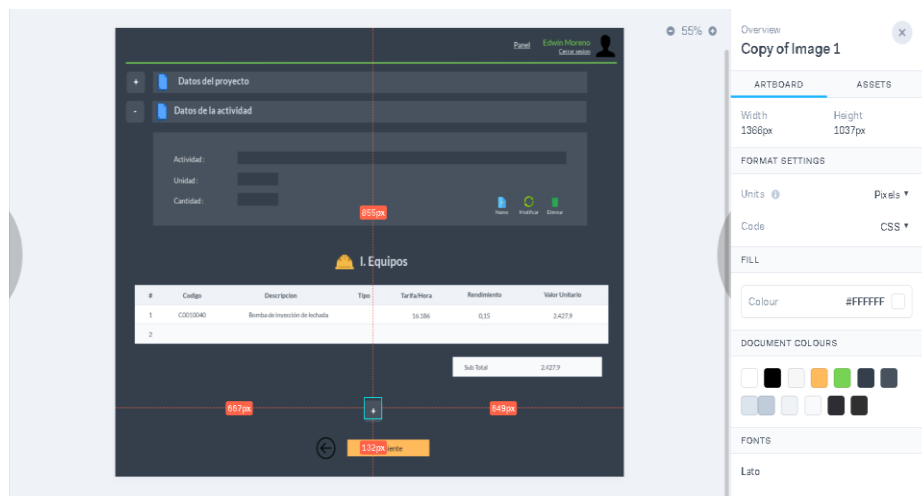 55%
Overview
Copy of Image 1
ARTBOARD ASSETS
Width Height
1366px 1037px
FORMAT SETTINGS
Units Pixels
Code CSS
FILL
Colour #FFFFFF
DOCUMENT COLOURS
FONTS
Lato
Panel Edwin Moreno
Cerrar sesion
+ Datos del proyecto
- Datos de la actividad
Actividad :
Unidad :
Cantidad :
Nuevo Modificar Eliminar
855px
I. Equipos
# Codigo Descripcion Tipo Tarifa/Hora Rendimiento Valor Unitario
1 C0010040 Bomba de inyección de lechada 16.186 0,15 2.427,9
2
Sub Total 2.427,9
667px + 649px
132px